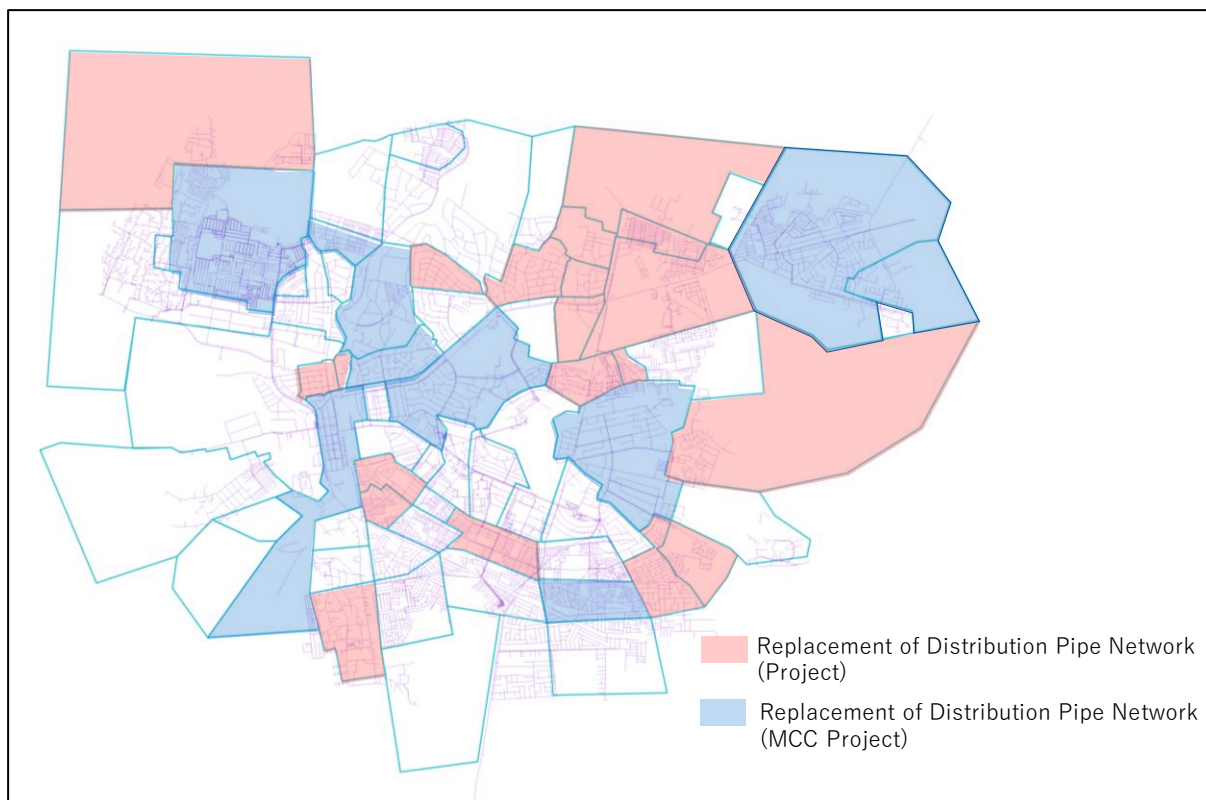 Replacement of Distribution Pipe Network
(Project)
Replacement of Distribution Pipe Network
(MCC Project)